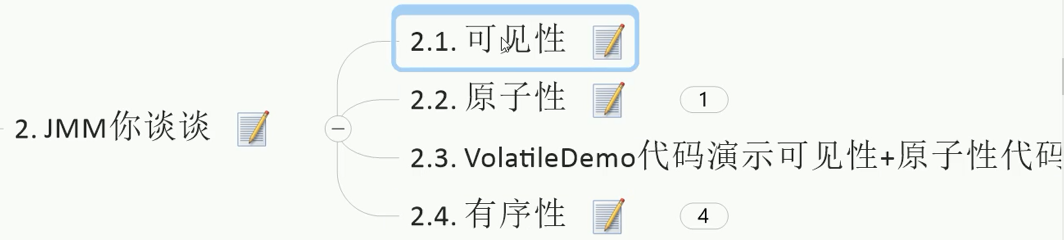 2.1. 可见性
2.2. 原子性 1
2. JMM你谈谈
2.3. VolatileDemo代码演示可见性+原子性代码
2.4. 有序性 4